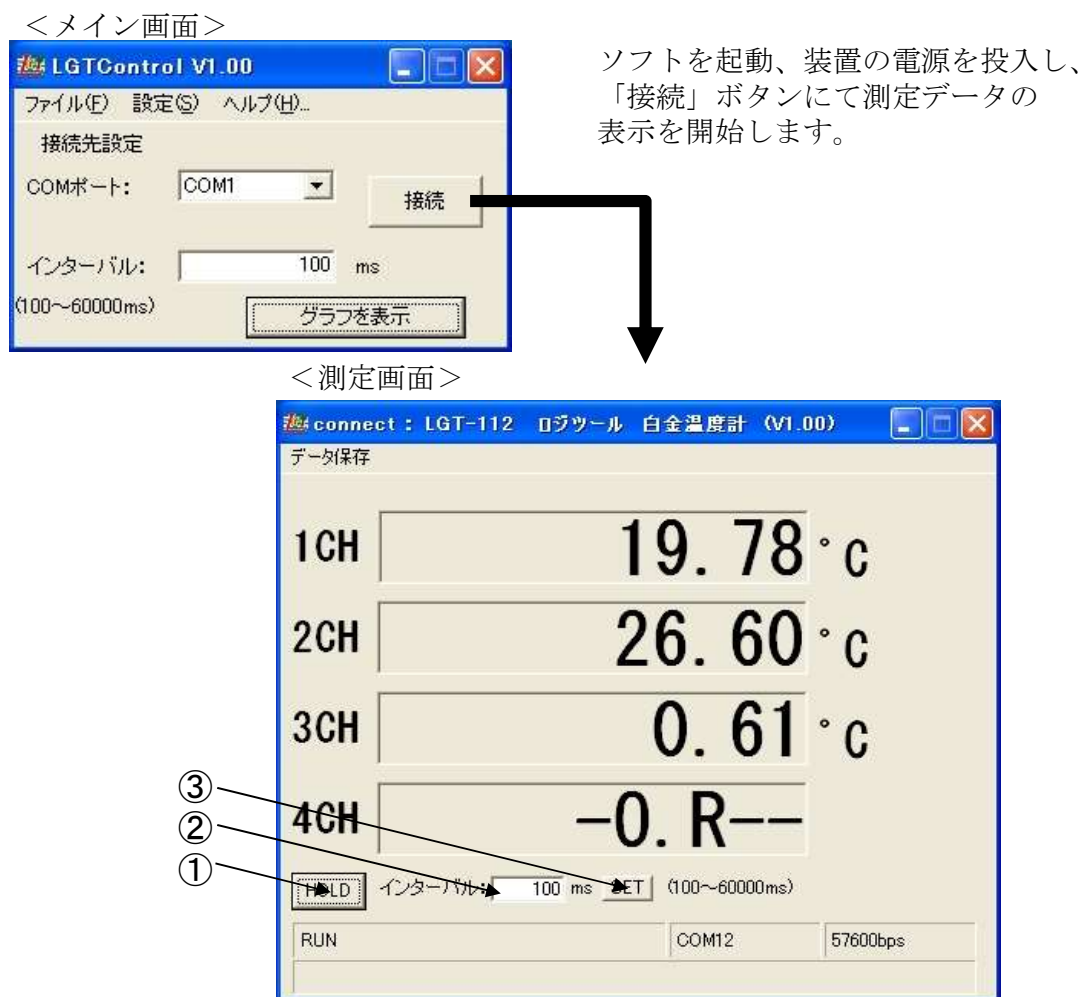 ＜メイン画面＞
LGTControl V1.00
ファイル(F) 設定(S) ヘルプ(H)...
接続先設定
COMポート: COM1
接続
インターバル: 100 ms
(100～60000ms)
グラフを表示
ソフトを起動、装置の電源を投入し、
「接続」ボタンにて測定データの
表示を開始します。
＜測定画面＞
connect : LGT-112 ロジツール 白金温度計 (V1.00)
データ保存
1CH 19.78 °C
2CH 26.60 °C
3CH 0.61 °C
4CH -O.R--
③
②
①
HOLD インターバル: 100 ms SET (100～60000ms)
RUN COM12 57600bps